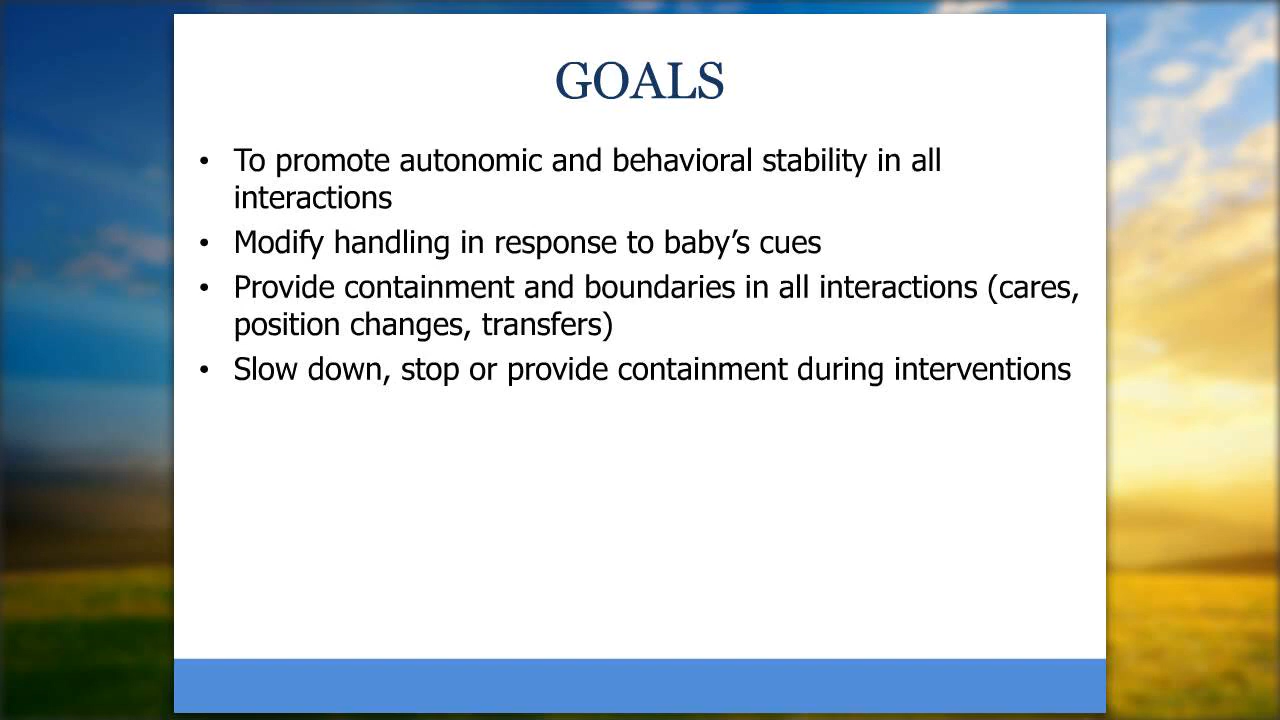 GOALS
• To promote autonomic and behavioral stability in all
interactions
• Modify handling in response to baby’s cues
• Provide containment and boundaries in all interactions (cares,
position changes, transfers)
• Slow down, stop or provide containment during interventions